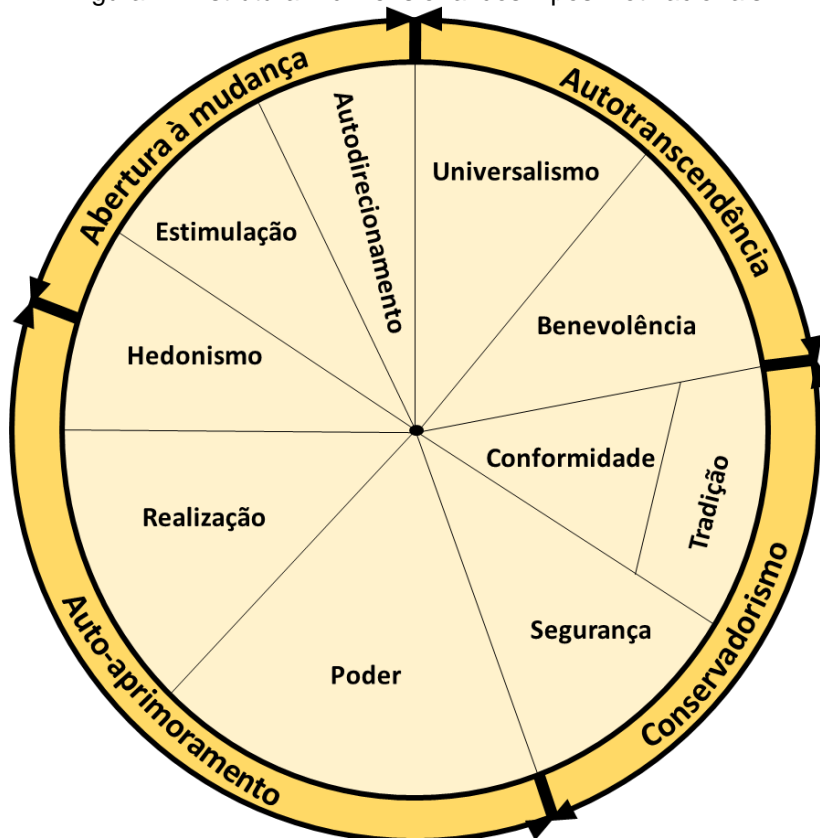 Abertura à mudança
Autotranscendência
Autodirecionamento
Universalismo
Estimulação
Benevolência
Hedonismo
Conformidade
Tradição
Realização
Segurança
Poder
Auto-aprimoramento
Conservadorismo